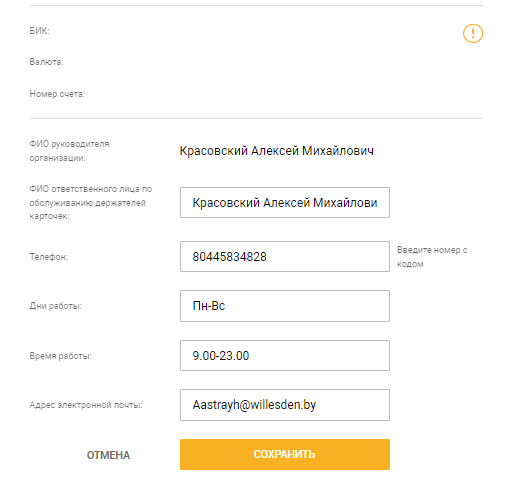 БИК:
Валюта:
Номер счета:
ФИО руководителя
организации:
Красовский Алексей Михайлович
ФИО ответственного лица по
обслуживанию держателей
карточек:
Красовский Алексей Михайлови
Телефон:
80445834828
Введите номер с
кодом
Дни работы:
Пн-Вс
Время работы:
9.00-23.00
Адрес электронной почты:
Aastrayh@willesden.by
ОТМЕНА
СОХРАНИТЬ